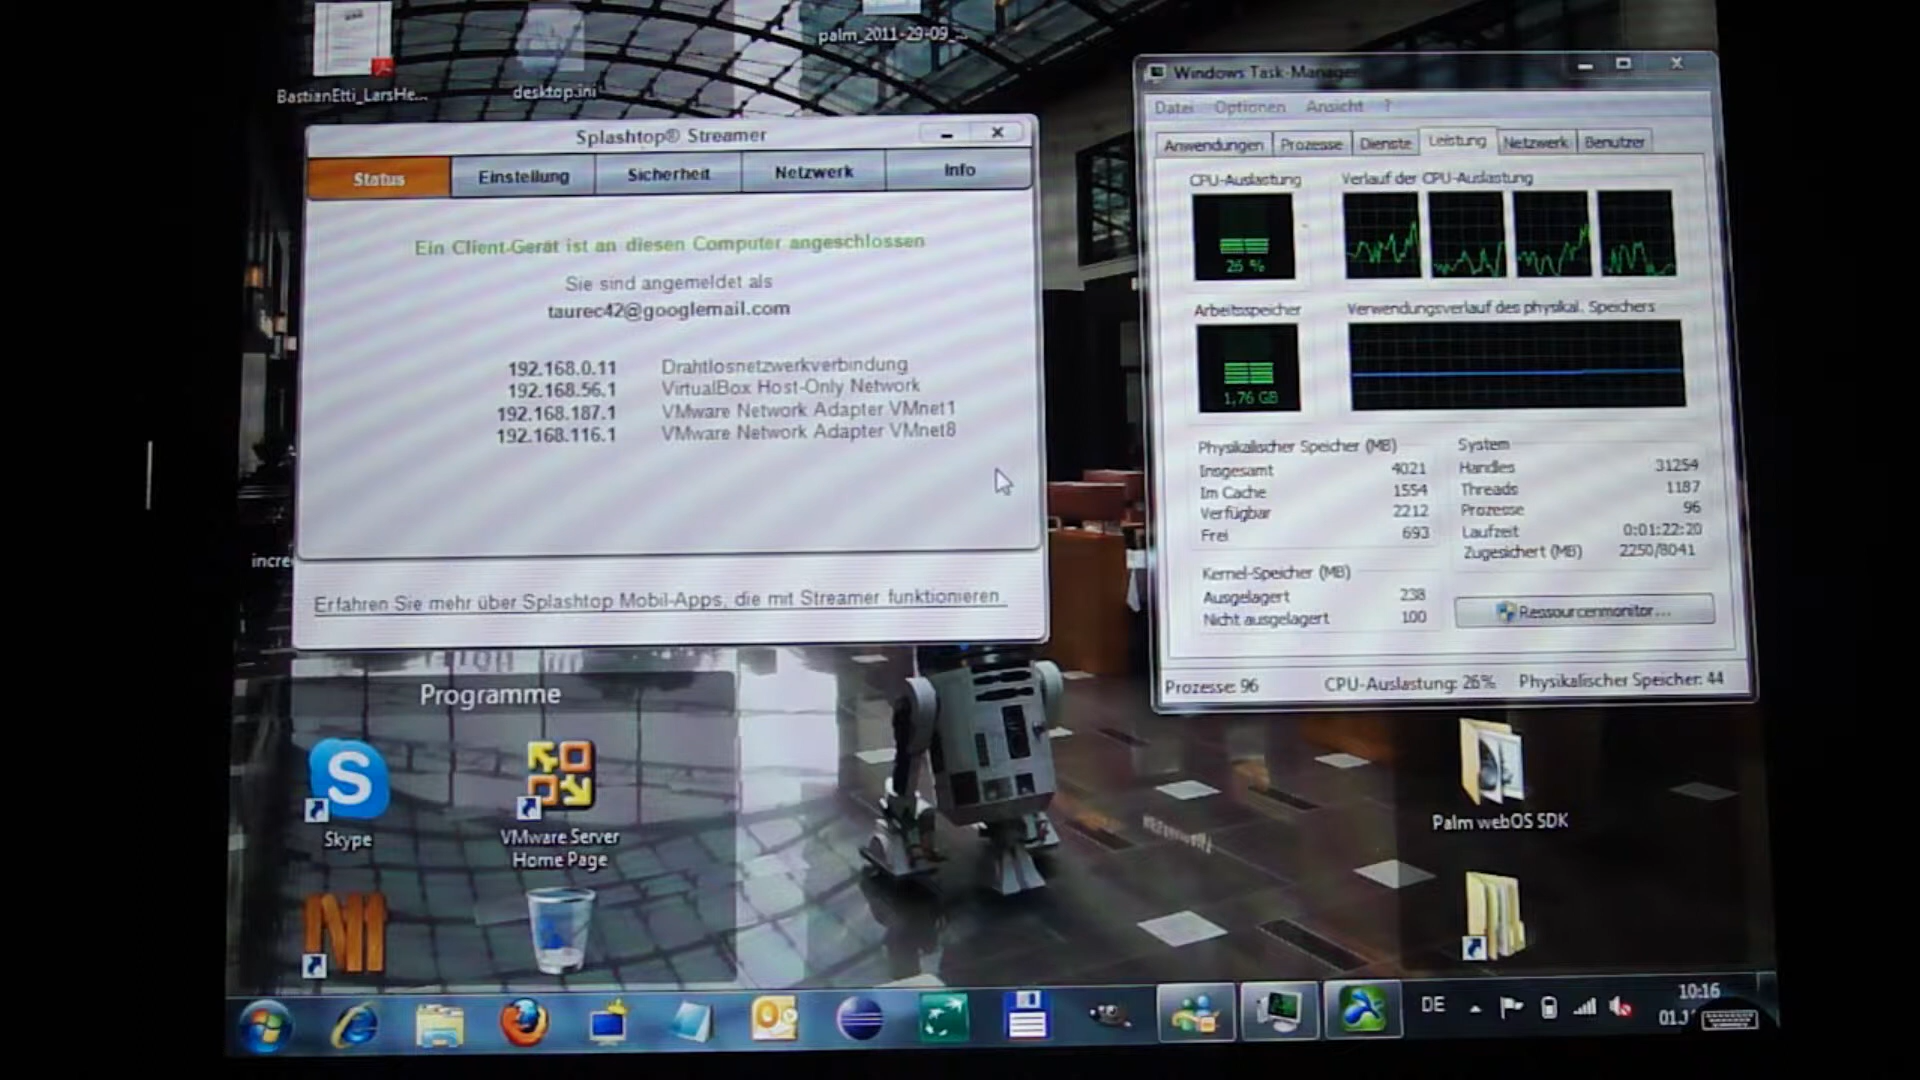 palm_2011-29-09_...
BastianEtti_LarsHe...
desktop.ini
Splashtop® Streamer
Status
Einstellung
Sicherheit
Netzwerk
Info
Ein Client-Gerät ist an diesen Computer angeschlossen
Sie sind angemeldet als
taurec42@googlemail.com
192.168.0.11 Drahtlosnetzwerkverbindung
192.168.56.1 VirtualBox Host-Only Network
192.168.187.1 VMware Network Adapter VMnet1
192.168.116.1 VMware Network Adapter VMnet8
Erfahren Sie mehr über Splashtop Mobil-Apps, die mit Streamer funktionieren
Windows Task-Manager
Datei Optionen Ansicht ?
Anwendungen Prozesse Dienste Leistung Netzwerk Benutzer
CPU-Auslastung
Verlauf der CPU-Auslastung
26 %
Arbeitsspeicher
Verwendungsverlauf des physikal. Speichers
1,76 GB
Physikalischer Speicher (MB)
Insgesamt 4021
Im Cache 1554
Verfügbar 2212
Frei 693
Kernel-Speicher (MB)
Ausgelagert 238
Nicht ausgelagert 100
System
Handles 31254
Threads 1187
Prozesse 96
Laufzeit 0:01:22:20
Zugesichert (MB) 2250/8041
Ressourcenmonitor...
Prozesse: 96
CPU-Auslastung: 26%
Physikalischer Speicher: 44
incre
Programme
Skype
VMware Server
Home Page
Palm webOS SDK
DE
10:16